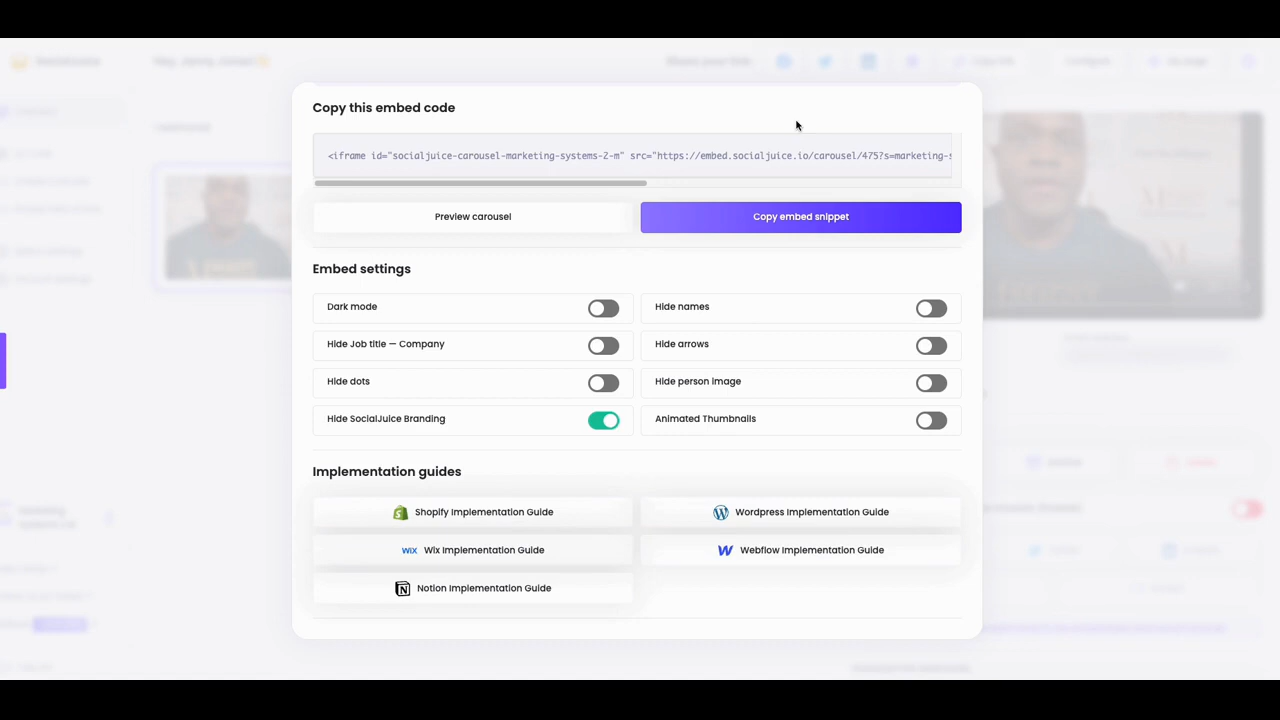 Copy this embed code
<iframe id="socialjuice-carousel-marketing-systems-2-m" src="https://embed.socialjuice.io/carousel/475?s=marketing-s
Preview carousel
Copy embed snippet
Embed settings
Dark mode
Hide names
Hide Job title — Company
Hide arrows
Hide dots
Hide person image
Hide SocialJuice Branding
Animated Thumbnails
Implementation guides
Shopify Implementation Guide
Wordpress Implementation Guide
WIX Wix Implementation Guide
Webflow Implementation Guide
Notion Implementation Guide